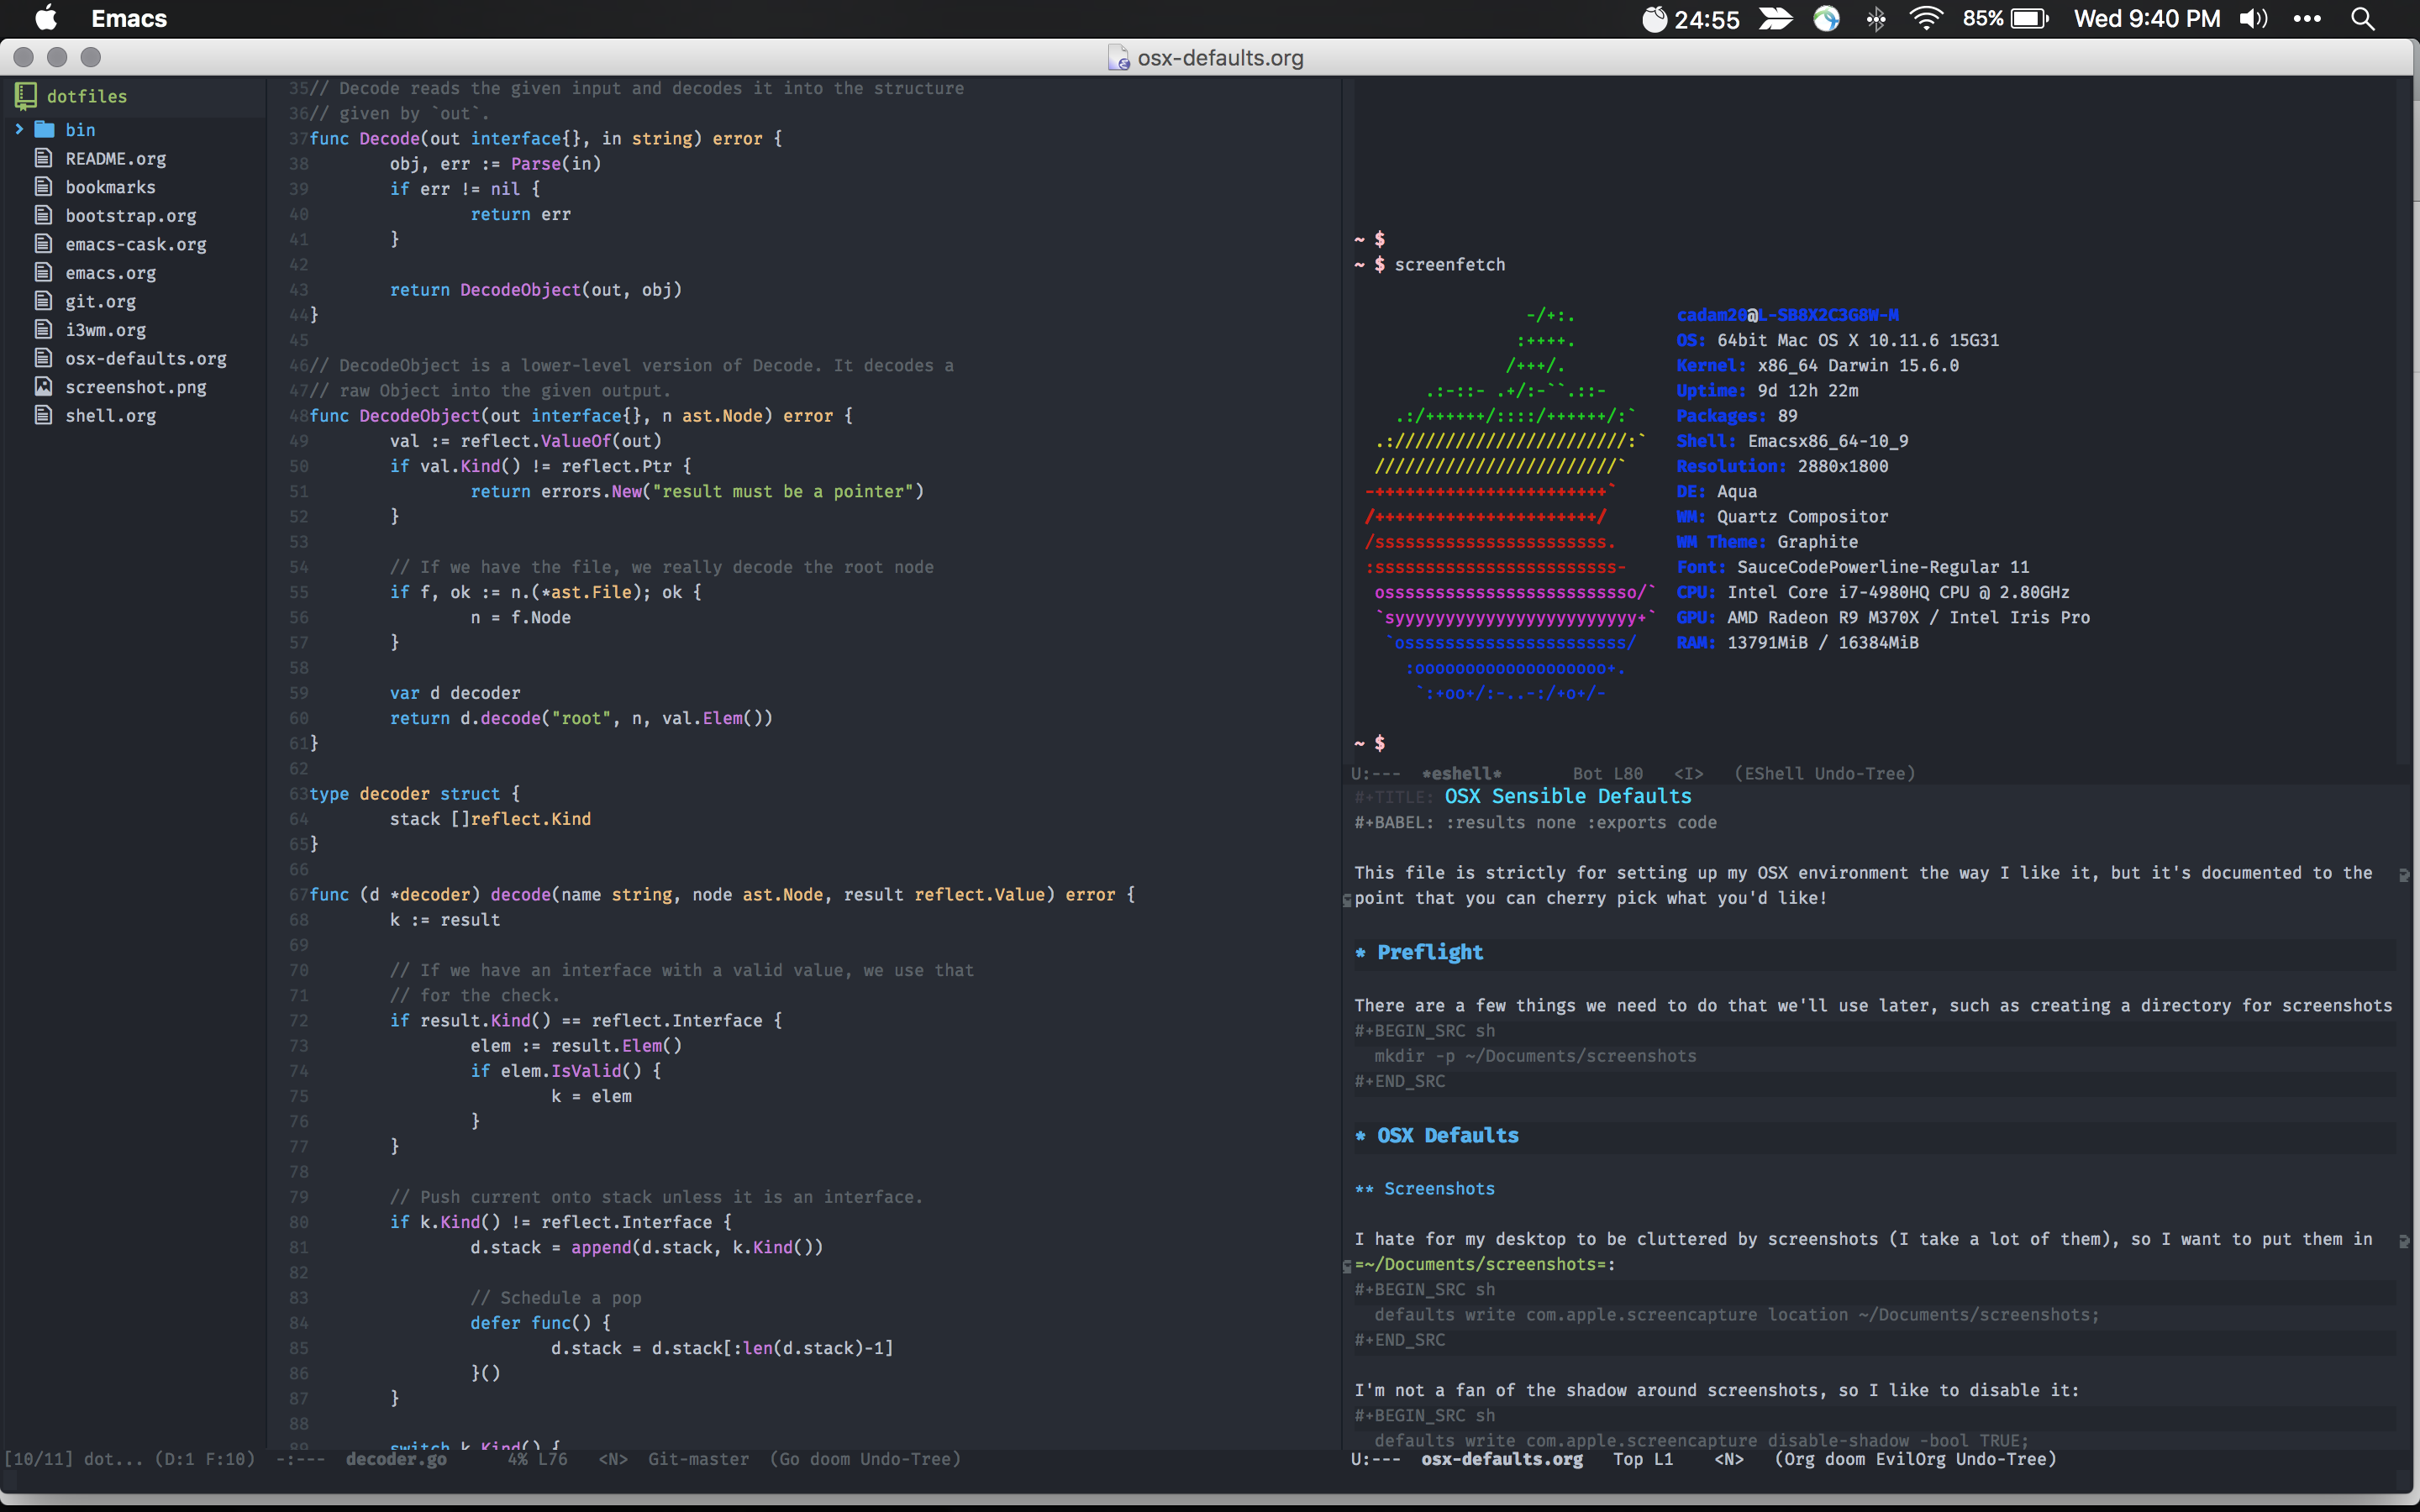 Emacs
24:55
85%
Wed 9:40 PM
osx-defaults.org
dotfiles
bin
README.org
bookmarks
bootstrap.org
emacs-cask.org
emacs.org
git.org
i3wm.org
osx-defaults.org
screenshot.png
shell.org
[10/11] dot... (D:1 F:10)
35// Decode reads the given input and decodes it into the structure
36// given by `out`.
37func Decode(out interface{}, in string) error {
38        obj, err := Parse(in)
39        if err != nil {
40                return err
41        }
42
43        return DecodeObject(out, obj)
44}
45
46// DecodeObject is a lower-level version of Decode. It decodes a
47// raw Object into the given output.
48func DecodeObject(out interface{}, n ast.Node) error {
49        val := reflect.ValueOf(out)
50        if val.Kind() != reflect.Ptr {
51                return errors.New("result must be a pointer")
52        }
53
54        // If we have the file, we really decode the root node
55        if f, ok := n.(*ast.File); ok {
56                n = f.Node
57        }
58
59        var d decoder
60        return d.decode("root", n, val.Elem())
61}
62
63type decoder struct {
64        stack []reflect.Kind
65}
66
67func (d *decoder) decode(name string, node ast.Node, result reflect.Value) error {
68        k := result
69
70        // If we have an interface with a valid value, we use that
71        // for the check.
72        if result.Kind() == reflect.Interface {
73                elem := result.Elem()
74                if elem.IsValid() {
75                        k = elem
76                }
77        }
78
79        // Push current onto stack unless it is an interface.
80        if k.Kind() != reflect.Interface {
81                d.stack = append(d.stack, k.Kind())
82
83                // Schedule a pop
84                defer func() {
85                        d.stack = d.stack[:len(d.stack)-1]
86                }()
87        }
88
89        switch k.Kind() {
-:---  decoder.go      4% L76   <N>  Git-master  (Go doom Undo-Tree)
~ $
~ $ screenfetch
-/+:.
:++++.
/+++/.
.:-::- .+/:-``.::-
.:/++++++/::::/++++++/:`
.:///////////////////////:`
////////////////////////`
-+++++++++++++++++++++++`
/++++++++++++++++++++++/
/sssssssssssssssssssssss.
:ssssssssssssssssssssssss-
osssssssssssssssssssssssso/`
`syyyyyyyyyyyyyyyyyyyyyyyy+`
`ossssssssssssssssssssss/
:ooooooooooooooooooo+.
`:+oo+/:-..-:/+o+/-
cadam20@L-SB8X2C3G8W-M
OS: 64bit Mac OS X 10.11.6 15G31
Kernel: x86_64 Darwin 15.6.0
Uptime: 9d 12h 22m
Packages: 89
Shell: Emacsx86_64-10_9
Resolution: 2880x1800
DE: Aqua
WM: Quartz Compositor
WM Theme: Graphite
Font: SauceCodePowerline-Regular 11
CPU: Intel Core i7-4980HQ CPU @ 2.80GHz
GPU: AMD Radeon R9 M370X / Intel Iris Pro
RAM: 13791MiB / 16384MiB
~ $
U:---  *eshell*       Bot L80   <I>   (EShell Undo-Tree)
#+TITLE: OSX Sensible Defaults
#+BABEL: :results none :exports code
This file is strictly for setting up my OSX environment the way I like it, but it's documented to the
point that you can cherry pick what you'd like!
* Preflight
There are a few things we need to do that we'll use later, such as creating a directory for screenshots
#+BEGIN_SRC sh
mkdir -p ~/Documents/screenshots
#+END_SRC
* OSX Defaults
** Screenshots
I hate for my desktop to be cluttered by screenshots (I take a lot of them), so I want to put them in
=~/Documents/screenshots=:
#+BEGIN_SRC sh
defaults write com.apple.screencapture location ~/Documents/screenshots;
#+END_SRC
I'm not a fan of the shadow around screenshots, so I like to disable it:
#+BEGIN_SRC sh
defaults write com.apple.screencapture disable-shadow -bool TRUE;
U:---  osx-defaults.org   Top L1    <N>   (Org doom EvilOrg Undo-Tree)